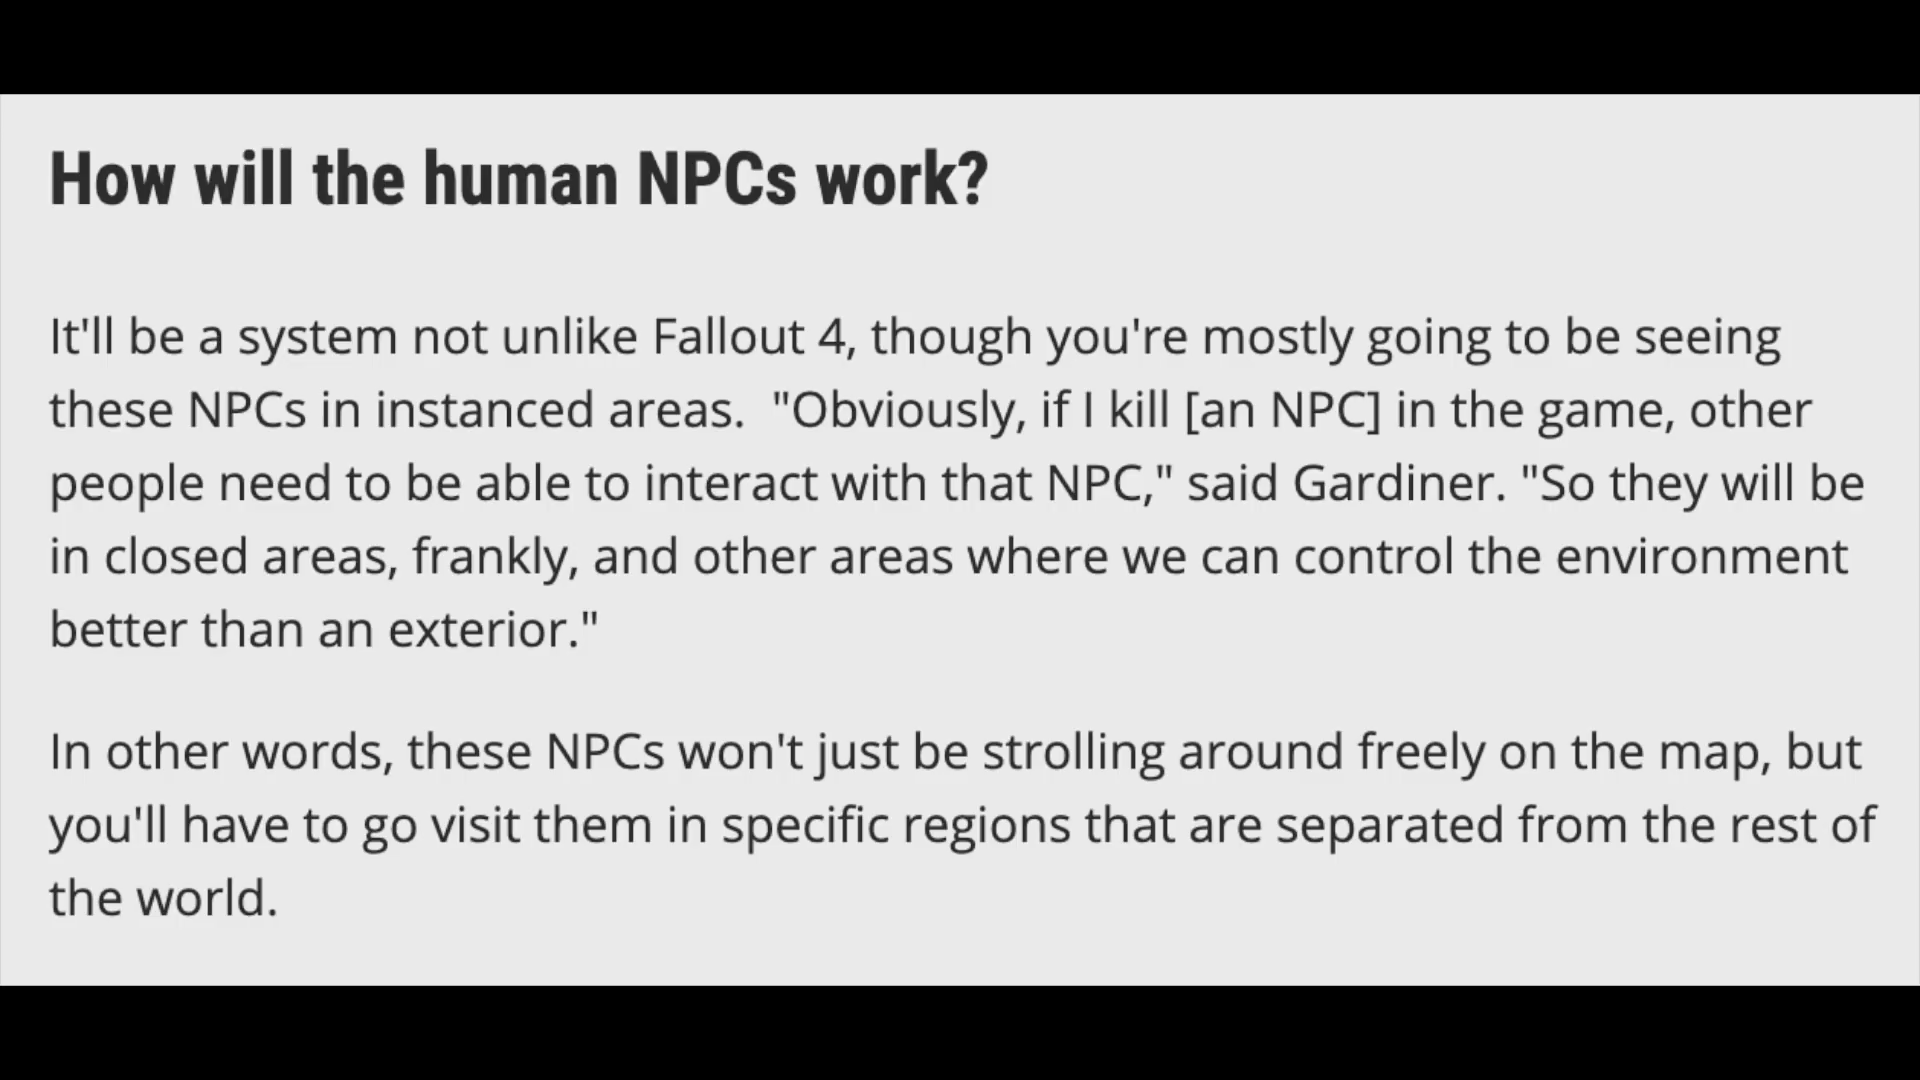 How will the human NPCs work?
It'll be a system not unlike Fallout 4, though you're mostly going to be seeing
these NPCs in instanced areas.  "Obviously, if I kill [an NPC] in the game, other
people need to be able to interact with that NPC," said Gardiner. "So they will be
in closed areas, frankly, and other areas where we can control the environment
better than an exterior."
In other words, these NPCs won't just be strolling around freely on the map, but
you'll have to go visit them in specific regions that are separated from the rest of
the world.